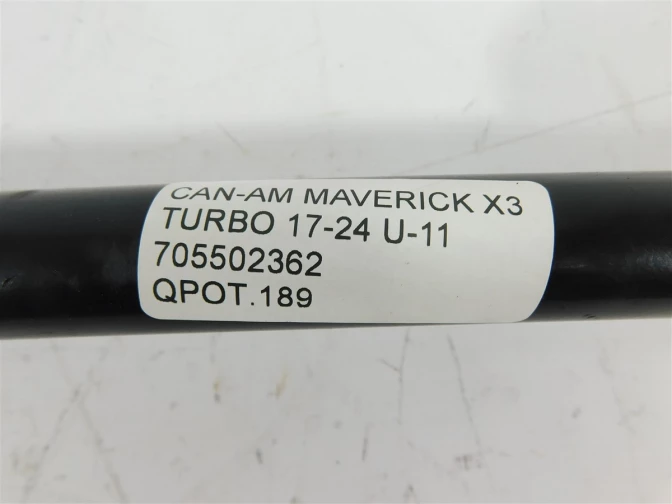 CAN-AM MAVERICK X3
TURBO 17-24 U-11
705502362
QPOT.189